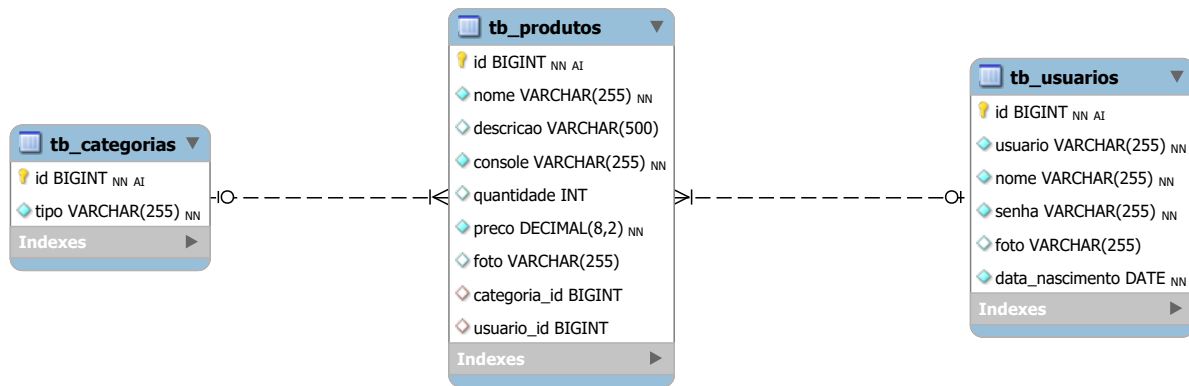 tb_categorias
id BIGINT NN AI
tipo VARCHAR(255) NN
Indexes
tb_produtos
id BIGINT NN AI
nome VARCHAR(255) NN
descricao VARCHAR(500)
console VARCHAR(255) NN
quantidade INT
preco DECIMAL(8,2) NN
foto VARCHAR(255)
categoria_id BIGINT
usuario_id BIGINT
Indexes
tb_usuarios
id BIGINT NN AI
usuario VARCHAR(255) NN
nome VARCHAR(255) NN
senha VARCHAR(255) NN
foto VARCHAR(255)
data_nascimento DATE NN
Indexes